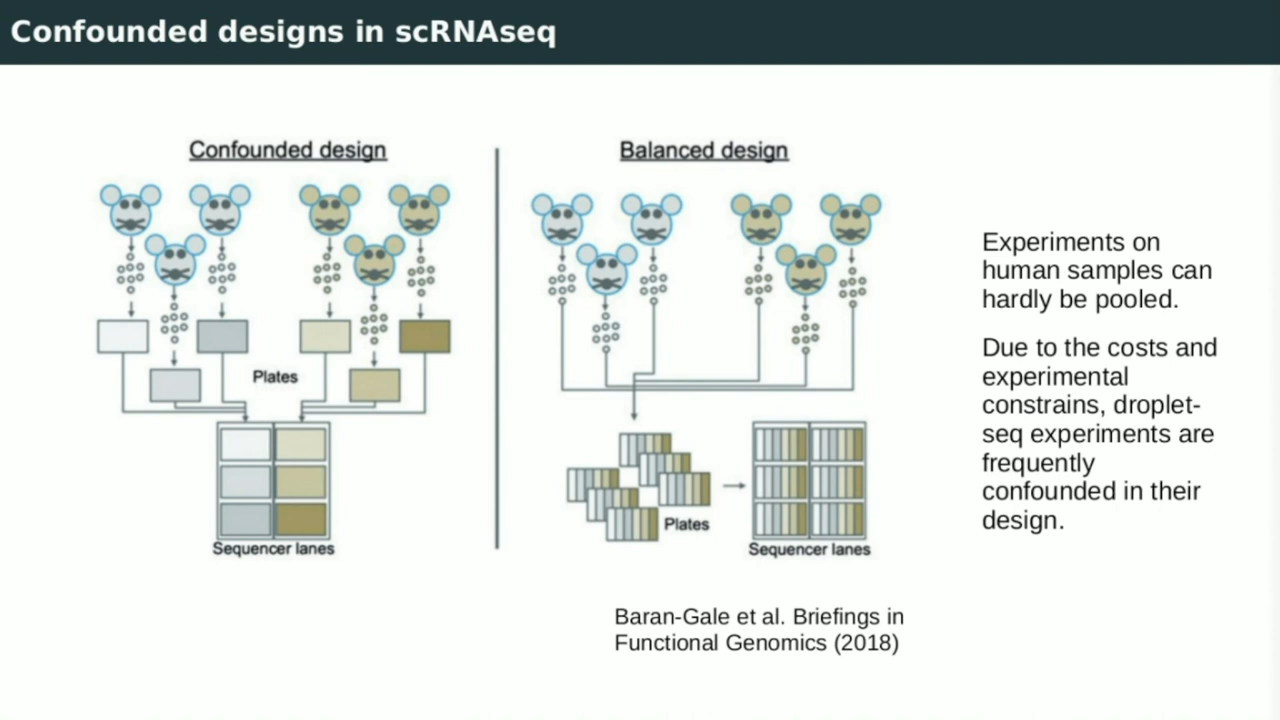 Confounded designs in scRNAseq
Confounded design
Plates
Sequencer lanes
Balanced design
Plates
Sequencer lanes
Experiments on
human samples can
hardly be pooled.
Due to the costs and
experimental
constrains, droplet-
seq experiments are
frequently
confounded in their
design.
Baran-Gale et al. Briefings in
Functional Genomics (2018)